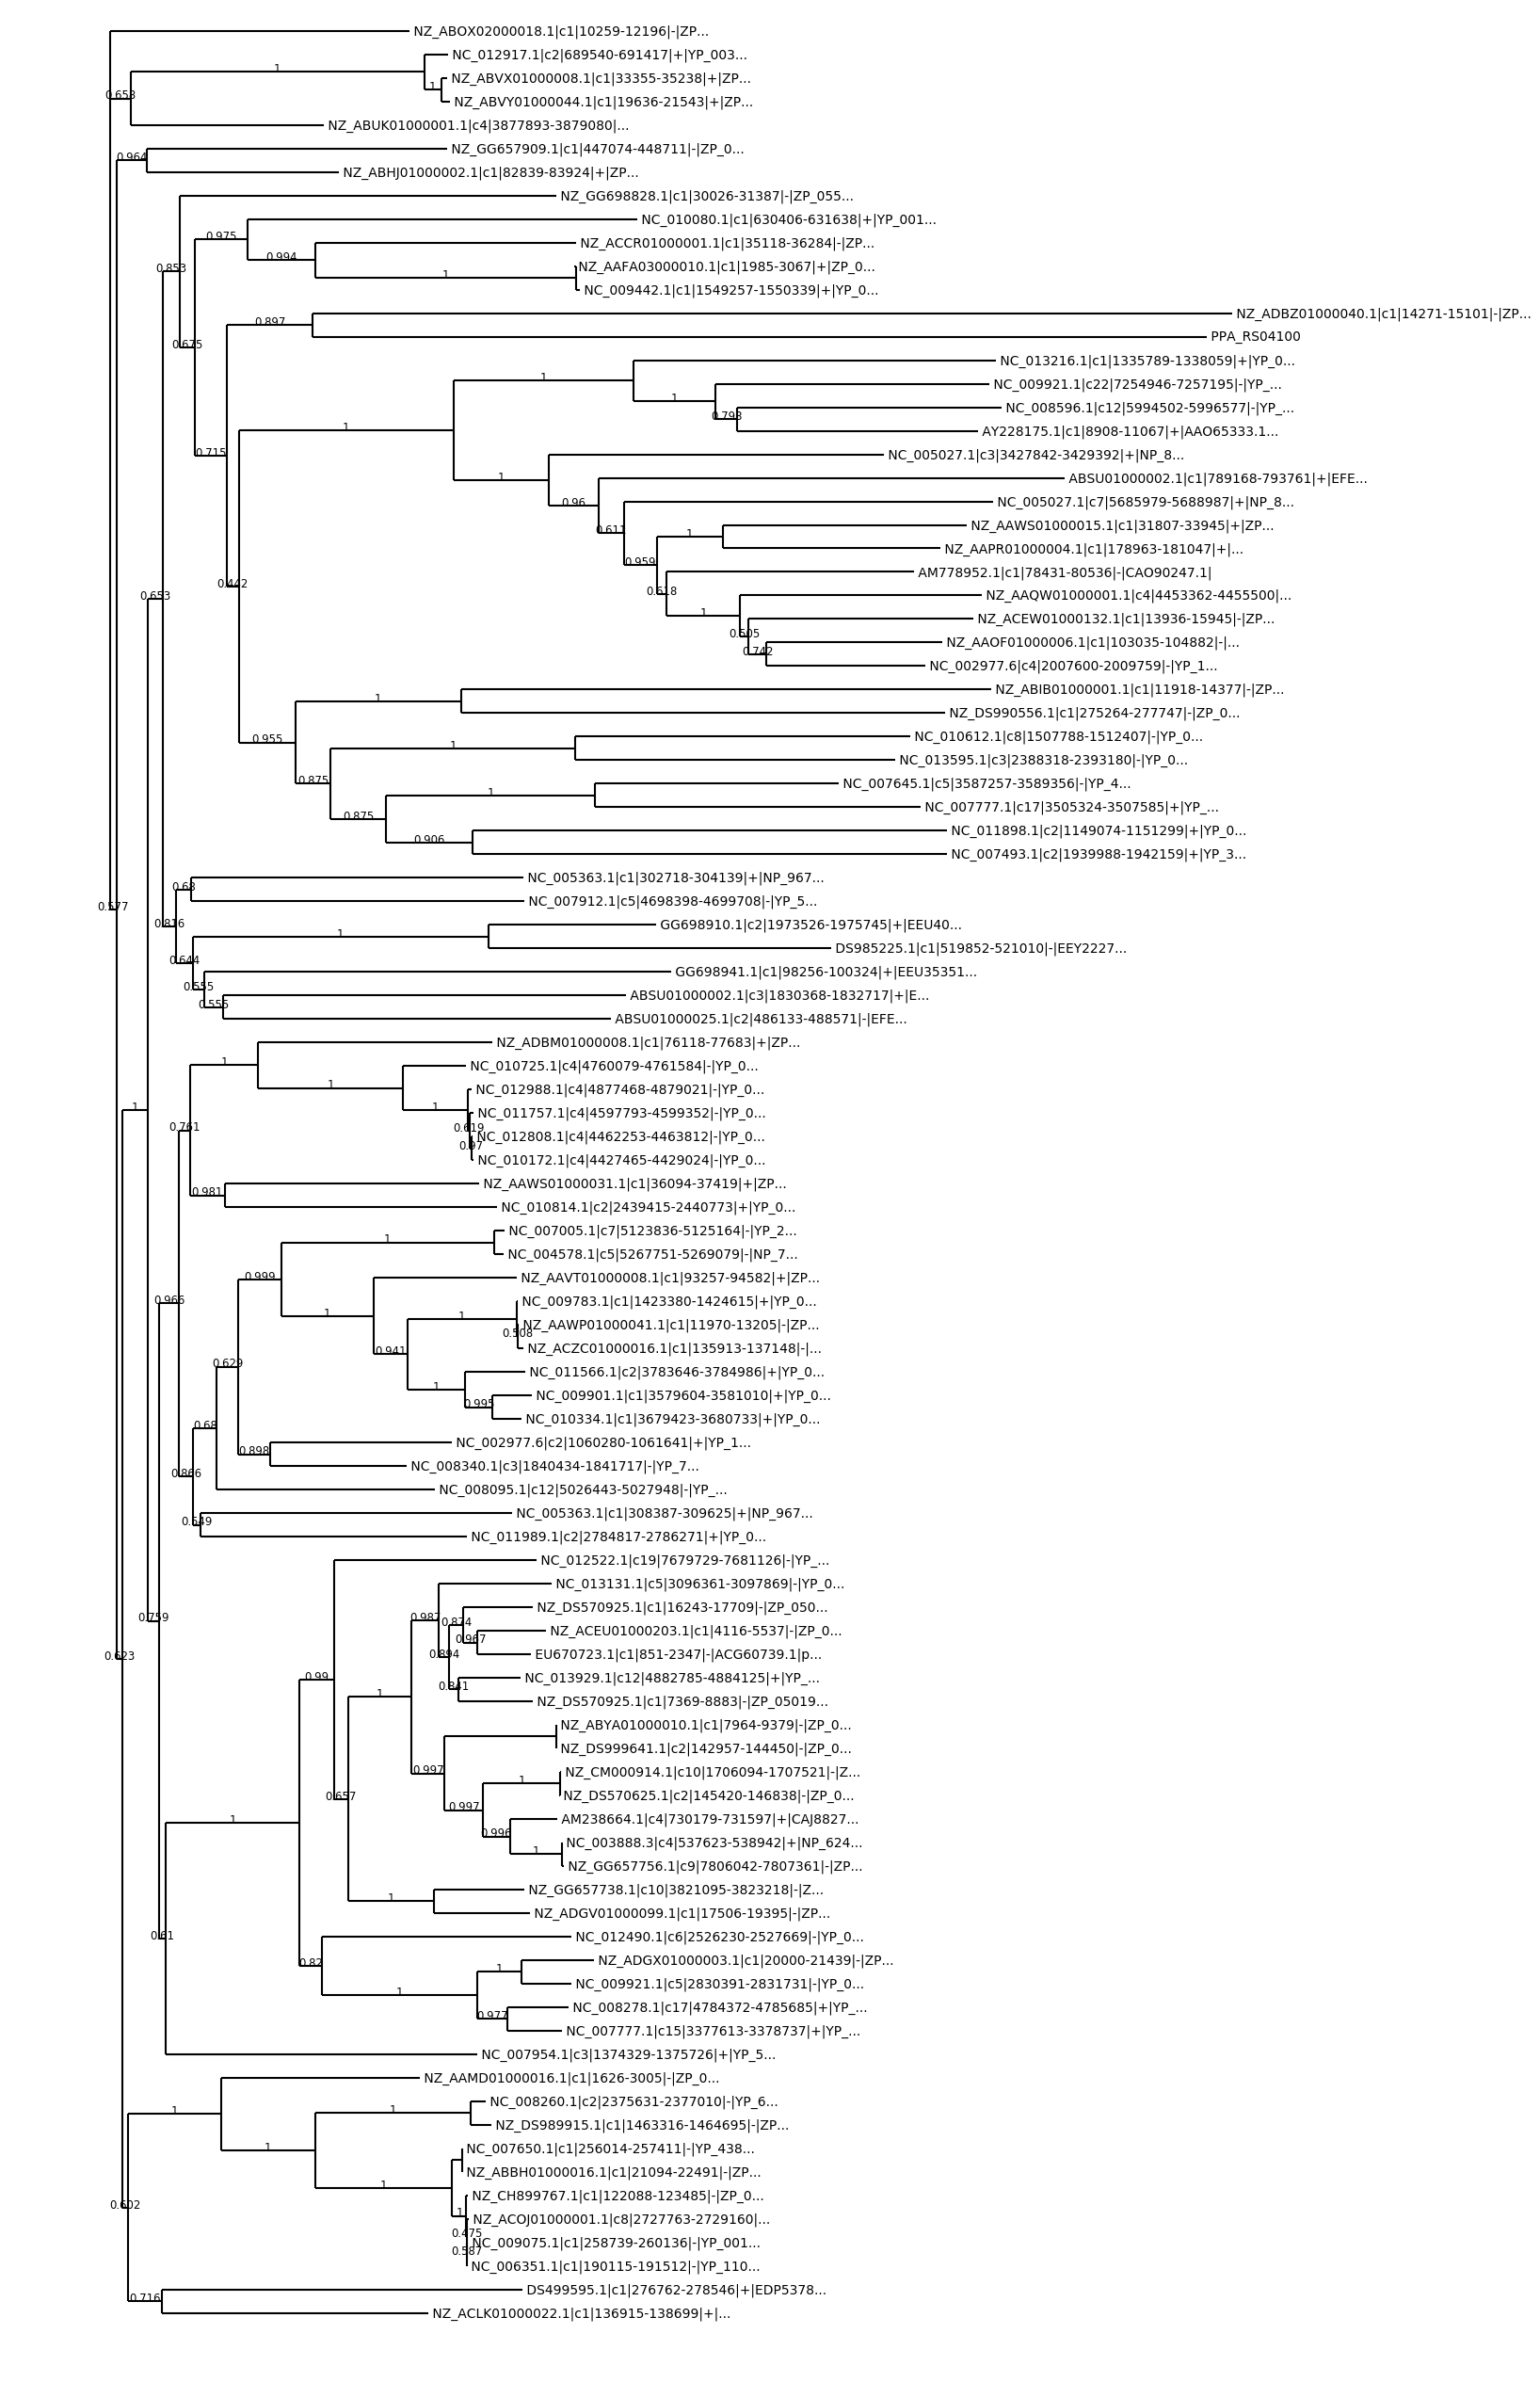 NZ_ABOX02000018.1|c1|10259-12196|-|ZP...
NC_012917.1|c2|689540-691417|+|YP_003...
1
NZ_ABVX01000008.1|c1|33355-35238|+|ZP...
1
0.658
NZ_ABVY01000044.1|c1|19636-21543|+|ZP...
NZ_ABUK01000001.1|c4|3877893-3879080|...
NZ_GG657909.1|c1|447074-448711|-|ZP_0...
0.964
NZ_ABHJ01000002.1|c1|82839-83924|+|ZP...
NZ_GG698828.1|c1|30026-31387|-|ZP_055...
NC_010080.1|c1|630406-631638|+|YP_001...
0.975
NZ_ACCR01000001.1|c1|35118-36284|-|ZP...
0.994
0.853
NZ_AAFA03000010.1|c1|1985-3067|+|ZP_0...
1
NC_009442.1|c1|1549257-1550339|+|YP_0...
NZ_ADBZ01000040.1|c1|14271-15101|-|ZP...
0.897
PPA_RS04100
0.675
NC_013216.1|c1|1335789-1338059|+|YP_0...
1
NC_009921.1|c22|7254946-7257195|-|YP_...
1
NC_008596.1|c12|5994502-5996577|-|YP_...
0.793
AY228175.1|c1|8908-11067|+|AAO65333.1...
1
0.715
NC_005027.1|c3|3427842-3429392|+|NP_8...
1
ABSU01000002.1|c1|789168-793761|+|EFE...
0.96
NC_005027.1|c7|5685979-5688987|+|NP_8...
0.611
NZ_AAWS01000015.1|c1|31807-33945|+|ZP...
1
NZ_AAPR01000004.1|c1|178963-181047|+|...
0.959
AM778952.1|c1|78431-80536|-|CAO90247.1|
0.442
0.618
0.653
NZ_AAQW01000001.1|c4|4453362-4455500|...
1
NZ_ACEW01000132.1|c1|13936-15945|-|ZP...
0.505
NZ_AAOF01000006.1|c1|103035-104882|-|...
0.742
NC_002977.6|c4|2007600-2009759|-|YP_1...
NZ_ABIB01000001.1|c1|11918-14377|-|ZP...
1
NZ_DS990556.1|c1|275264-277747|-|ZP_0...
0.955
NC_010612.1|c8|1507788-1512407|-|YP_0...
1
NC_013595.1|c3|2388318-2393180|-|YP_0...
0.875
NC_007645.1|c5|3587257-3589356|-|YP_4...
1
NC_007777.1|c17|3505324-3507585|+|YP_...
0.875
NC_011898.1|c2|1149074-1151299|+|YP_0...
0.906
NC_007493.1|c2|1939988-1942159|+|YP_3...
NC_005363.1|c1|302718-304139|+|NP_967...
0.68
NC_007912.1|c5|4698398-4699708|-|YP_5...
0.577
GG698910.1|c2|1973526-1975745|+|EEU40...
0.816
1
DS985225.1|c1|519852-521010|-|EEY2227...
0.644
GG698941.1|c1|98256-100324|+|EEU35351...
0.555
ABSU01000002.1|c3|1830368-1832717|+|E...
0.555
ABSU01000025.1|c2|486133-488571|-|EFE...
NZ_ADBM01000008.1|c1|76118-77683|+|ZP...
1
NC_010725.1|c4|4760079-4761584|-|YP_0...
1
NC_012988.1|c4|4877468-4879021|-|YP_0...
1
1
NC_011757.1|c4|4597793-4599352|-|YP_0...
0.761
0.619
NC_012808.1|c4|4462253-4463812|-|YP_0...
0.97
NC_010172.1|c4|4427465-4429024|-|YP_0...
NZ_AAWS01000031.1|c1|36094-37419|+|ZP...
0.981
NC_010814.1|c2|2439415-2440773|+|YP_0...
NC_007005.1|c7|5123836-5125164|-|YP_2...
1
NC_004578.1|c5|5267751-5269079|-|NP_7...
0.999
NZ_AAVT01000008.1|c1|93257-94582|+|ZP...
0.966
NC_009783.1|c1|1423380-1424615|+|YP_0...
1
1
NZ_AAWP01000041.1|c1|11970-13205|-|ZP...
0.508
NZ_ACZC01000016.1|c1|135913-137148|-|...
0.941
0.629
NC_011566.1|c2|3783646-3784986|+|YP_0...
1
NC_009901.1|c1|3579604-3581010|+|YP_0...
0.995
NC_010334.1|c1|3679423-3680733|+|YP_0...
0.68
NC_002977.6|c2|1060280-1061641|+|YP_1...
0.898
NC_008340.1|c3|1840434-1841717|-|YP_7...
0.866
NC_008095.1|c12|5026443-5027948|-|YP_...
NC_005363.1|c1|308387-309625|+|NP_967...
0.549
NC_011989.1|c2|2784817-2786271|+|YP_0...
NC_012522.1|c19|7679729-7681126|-|YP_...
NC_013131.1|c5|3096361-3097869|-|YP_0...
NZ_DS570925.1|c1|16243-17709|-|ZP_050...
0.759
0.987
0.874
NZ_ACEU01000203.1|c1|4116-5537|-|ZP_0...
0.967
EU670723.1|c1|851-2347|-|ACG60739.1|p...
0.623
0.894
NC_013929.1|c12|4882785-4884125|+|YP_...
0.99
0.841
NZ_DS570925.1|c1|7369-8883|-|ZP_05019...
1
NZ_ABYA01000010.1|c1|7964-9379|-|ZP_0...
NZ_DS999641.1|c2|142957-144450|-|ZP_0...
0.997
NZ_CM000914.1|c10|1706094-1707521|-|Z...
1
NZ_DS570625.1|c2|145420-146838|-|ZP_0...
0.657
0.997
AM238664.1|c4|730179-731597|+|CAJ8827...
1
0.996
NC_003888.3|c4|537623-538942|+|NP_624...
1
NZ_GG657756.1|c9|7806042-7807361|-|ZP...
NZ_GG657738.1|c10|3821095-3823218|-|Z...
1
NZ_ADGV01000099.1|c1|17506-19395|-|ZP...
0.61
NC_012490.1|c6|2526230-2527669|-|YP_0...
0.82
NZ_ADGX01000003.1|c1|20000-21439|-|ZP...
1
NC_009921.1|c5|2830391-2831731|-|YP_0...
1
NC_008278.1|c17|4784372-4785685|+|YP_...
0.977
NC_007777.1|c15|3377613-3378737|+|YP_...
NC_007954.1|c3|1374329-1375726|+|YP_5...
NZ_AAMD01000016.1|c1|1626-3005|-|ZP_0...
NC_008260.1|c2|2375631-2377010|-|YP_6...
1
1
NZ_DS989915.1|c1|1463316-1464695|-|ZP...
1
NC_007650.1|c1|256014-257411|-|YP_438...
NZ_ABBH01000016.1|c1|21094-22491|-|ZP...
1
NZ_CH899767.1|c1|122088-123485|-|ZP_0...
0.602
1
NZ_ACOJ01000001.1|c8|2727763-2729160|...
0.475
NC_009075.1|c1|258739-260136|-|YP_001...
0.587
NC_006351.1|c1|190115-191512|-|YP_110...
DS499595.1|c1|276762-278546|+|EDP5378...
0.716
NZ_ACLK01000022.1|c1|136915-138699|+|...